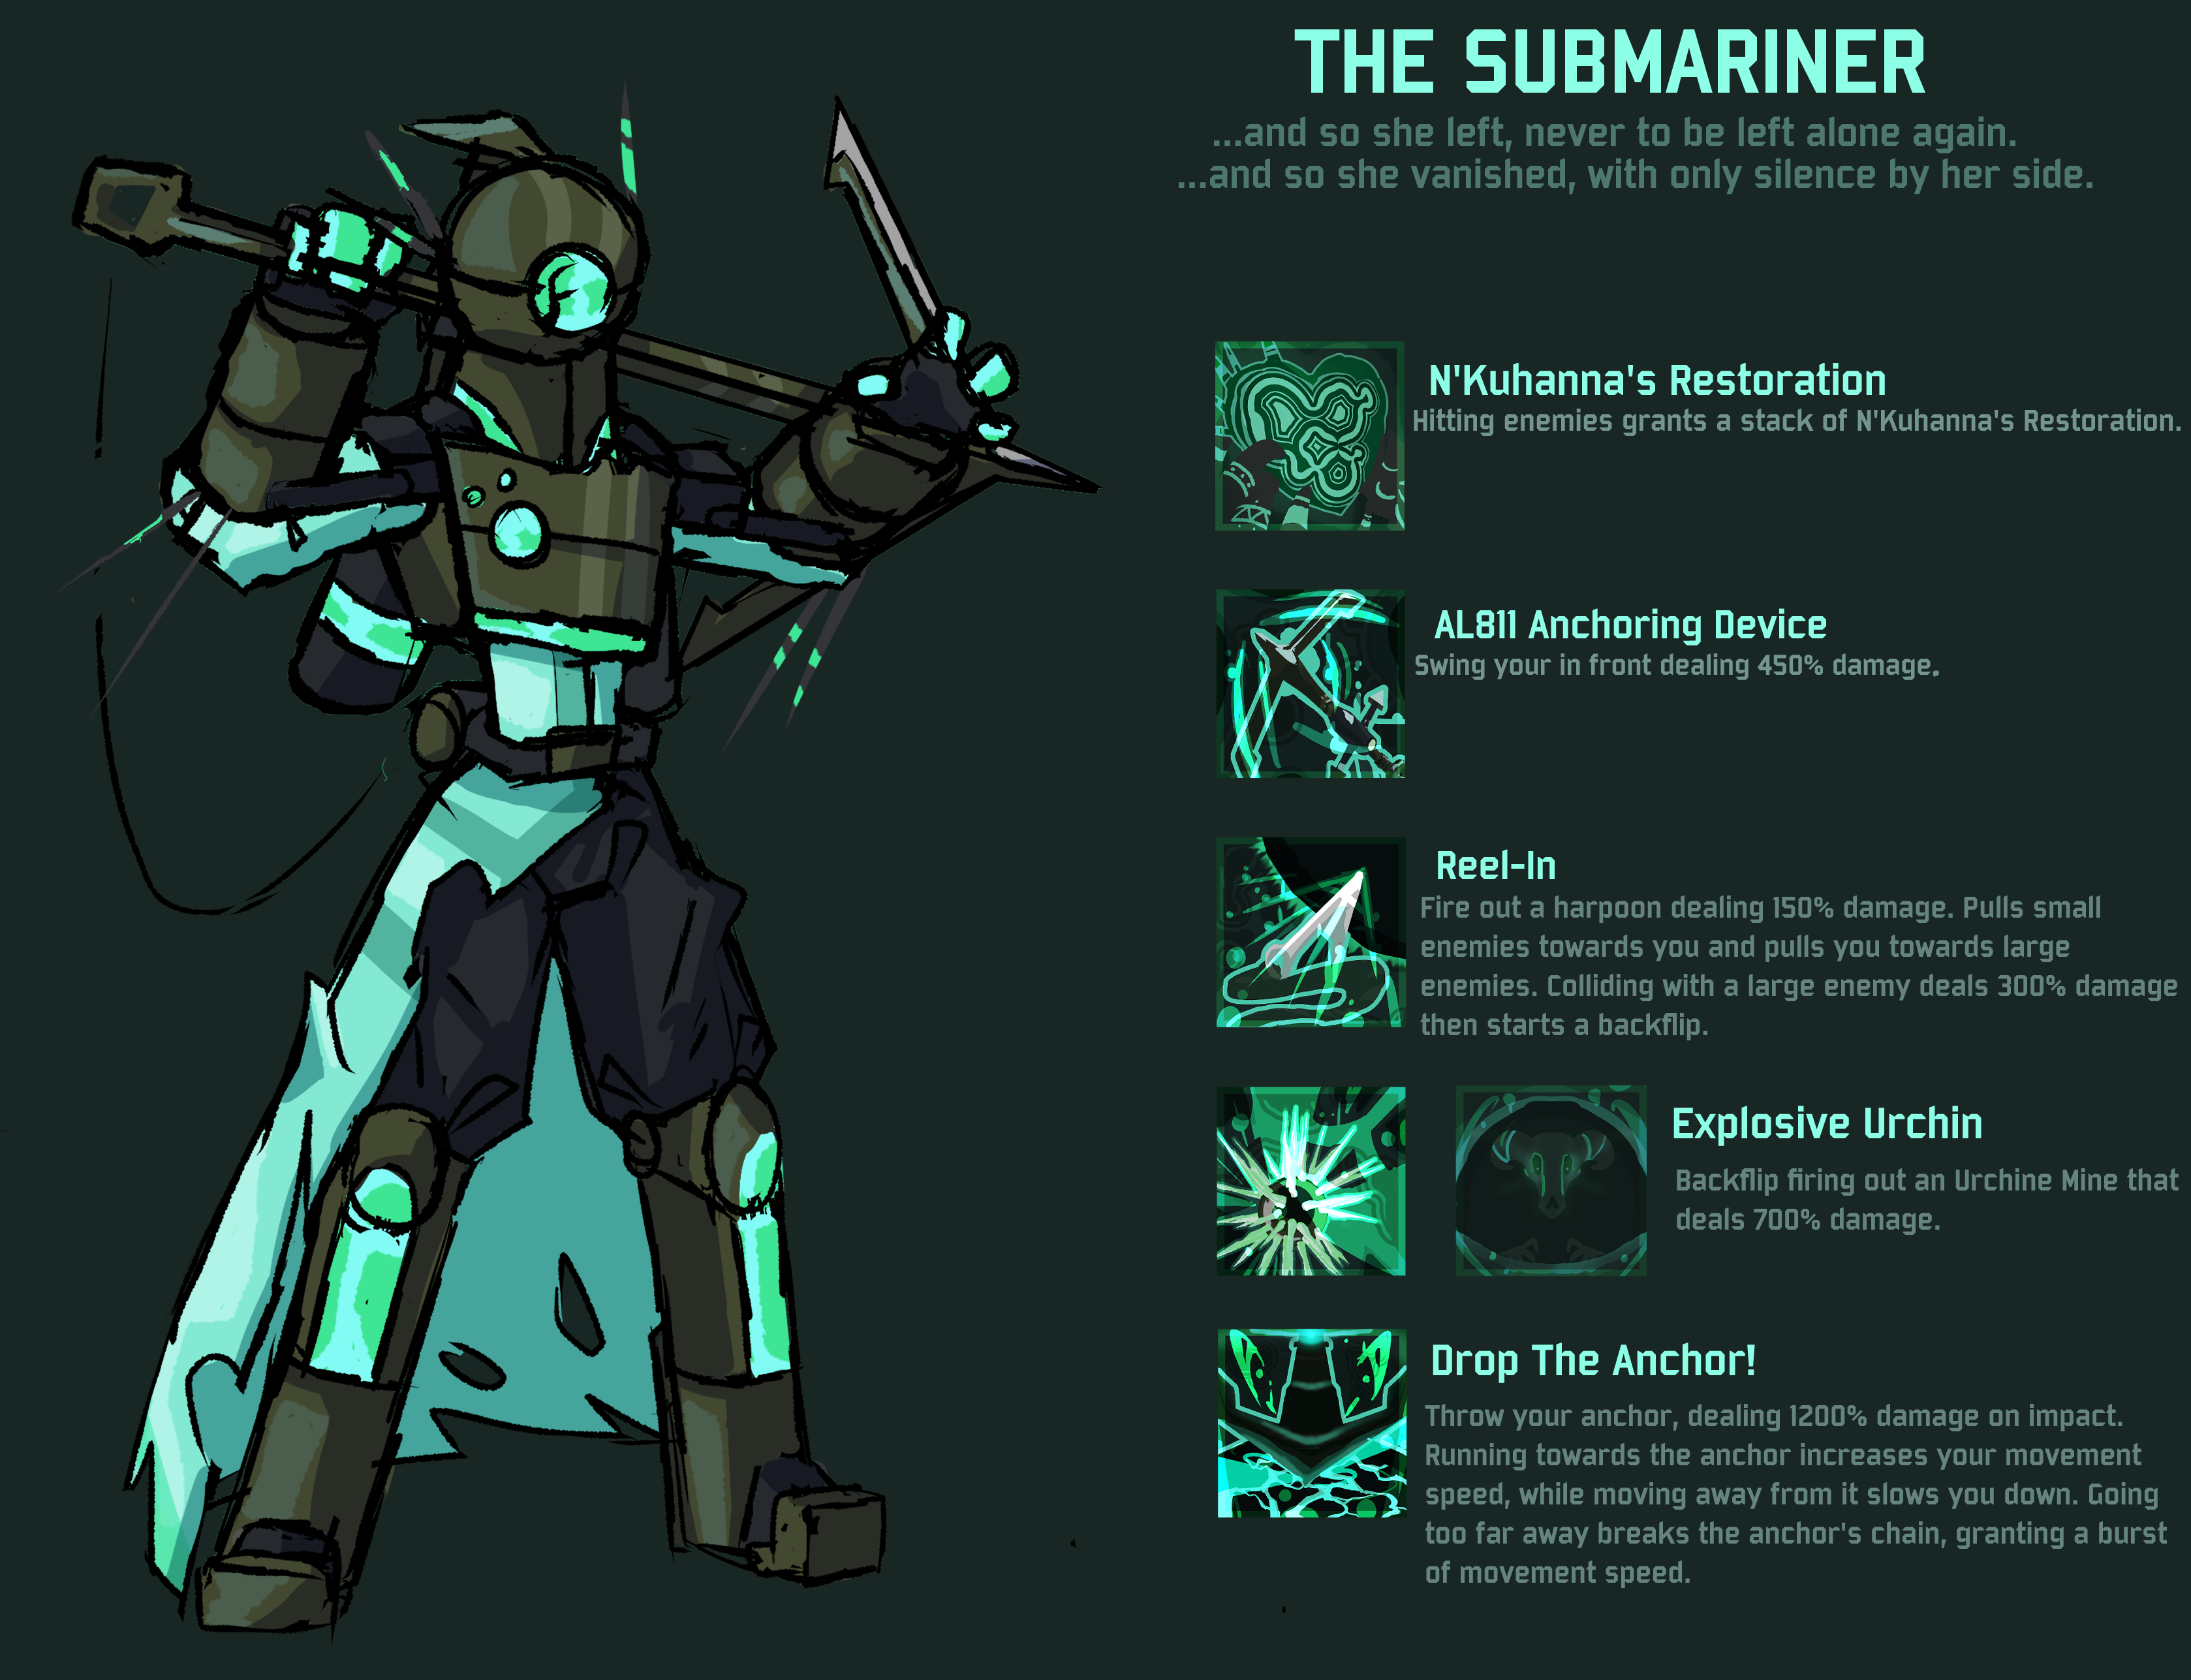 THE SUBMARINER
...and so she left, never to be left alone again.
...and so she vanished, with only silence by her side.
N'Kuhanna's Restoration
Hitting enemies grants a stack of N'Kuhanna's Restoration.
AL811 Anchoring Device
Swing your in front dealing 450% damage.
Reel-In
Fire out a harpoon dealing 150% damage. Pulls small
enemies towards you and pulls you towards large
enemies. Colliding with a large enemy deals 300% damage
then starts a backflip.
Explosive Urchin
Backflip firing out an Urchine Mine that
deals 700% damage.
Drop The Anchor!
Throw your anchor, dealing 1200% damage on impact.
Running towards the anchor increases your movement
speed, while moving away from it slows you down. Going
too far away breaks the anchor's chain, granting a burst
of movement speed.